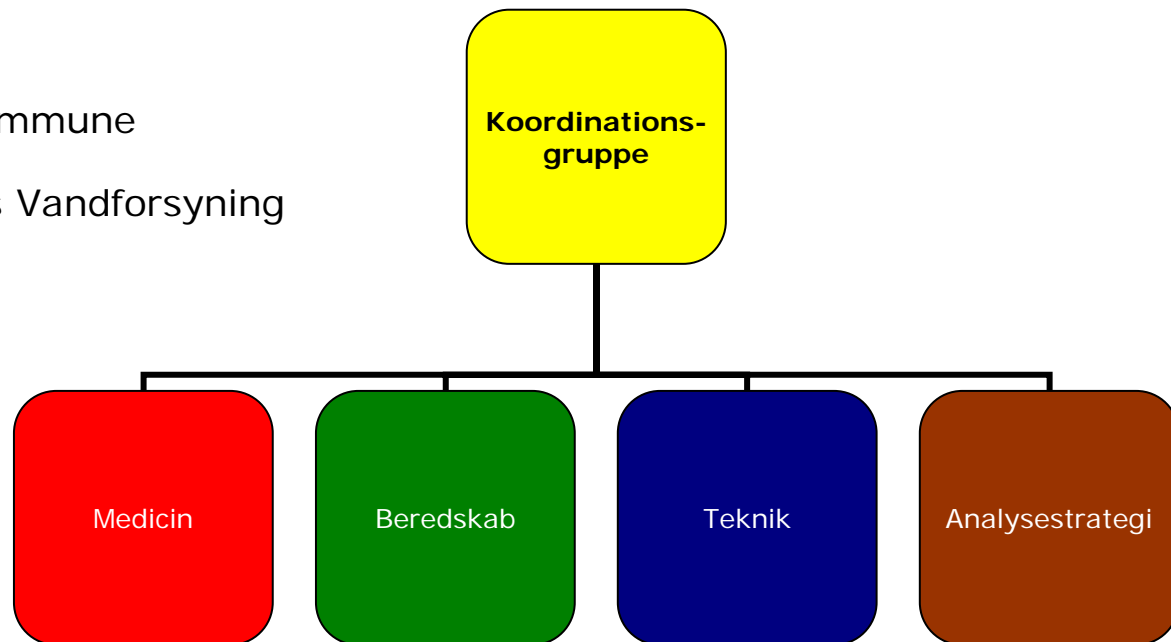 mmune
s Vandforsyning
Koordinations-
gruppe
Medicin
Beredskab
Teknik
Analysestrategi